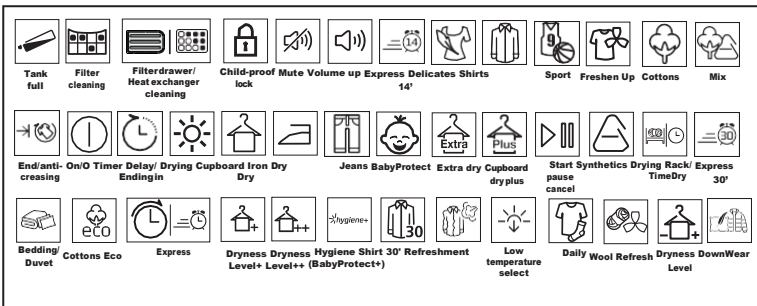 14
9
Tank full
Filter cleaning
Filterdrawer/ Heat exchanger cleaning
Child-proof lock
Mute
Volume up
Express 14'
Delicates
Shirts
Sport
Freshen Up
Cottons
Mix
Extra
Plus
30
End/anti-creasing
On/O
Timer
Delay/ Endingin
Drying
Cupboard Dry
Iron Dry
Jeans
BabyProtect
Extra dry
Cupboard dryplus
Start pause cancel
Synthetics
Drying Rack/ TimeDry
Express 30'
eco
+
++
hygiene+
30
- +
Bedding/ Duvet
Cottons Eco
Express
Dryness Level+
Dryness Level++
Hygiene (BabyProtect+)
Shirt 30'
Refreshment
Low temperature select
Daily
Wool Refresh
Dryness Level
DownWear